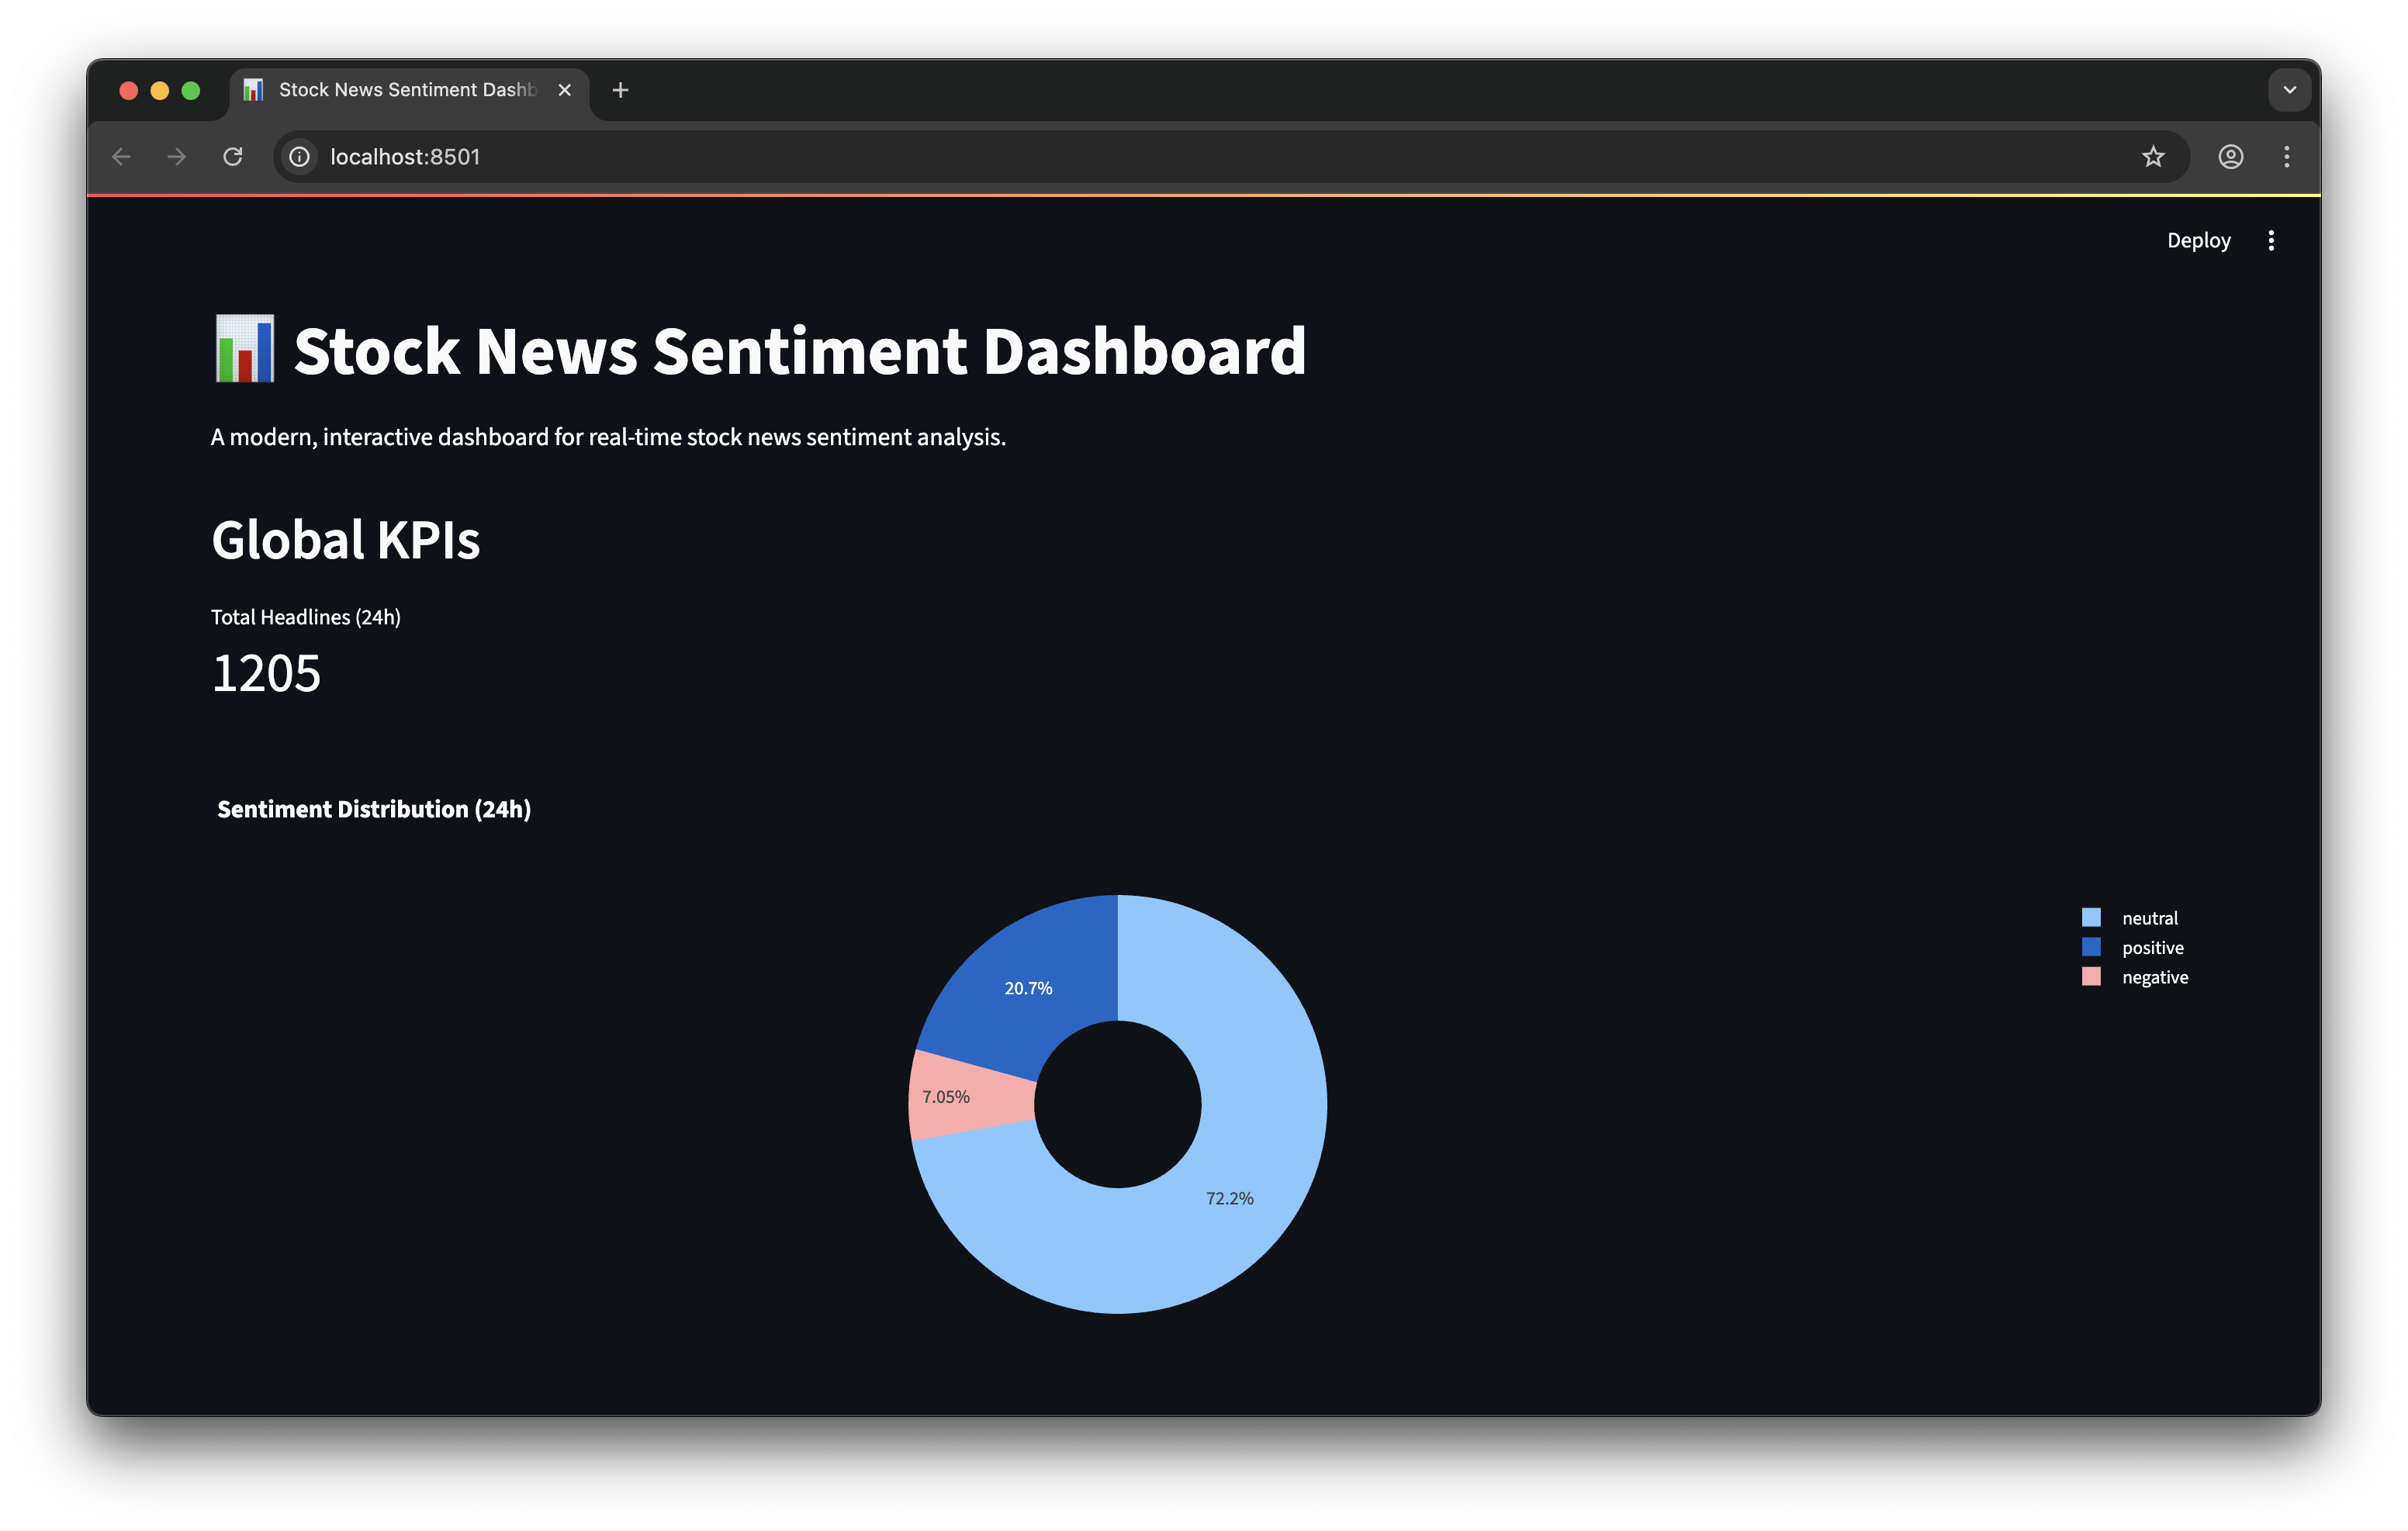 Stock News Sentiment Dashb
localhost:8501
Deploy
Stock News Sentiment Dashboard
A modern, interactive dashboard for real-time stock news sentiment analysis.
Global KPIs
Total Headlines (24h)
1205
Sentiment Distribution (24h)
neutral
positive
negative
20.7%
7.05%
72.2%